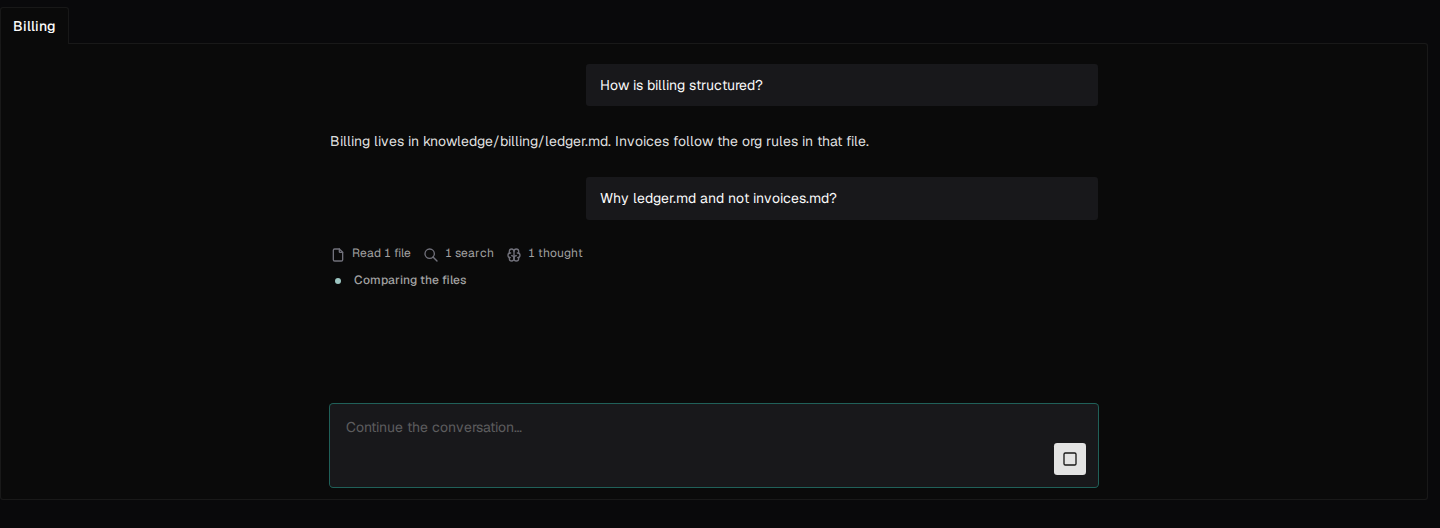 Billing
How is billing structured?
Billing lives in knowledge/billing/ledger.md. Invoices follow the org rules in that file.
Why ledger.md and not invoices.md?
Read 1 file 1 search 1 thought
Comparing the files
Continue the conversation…